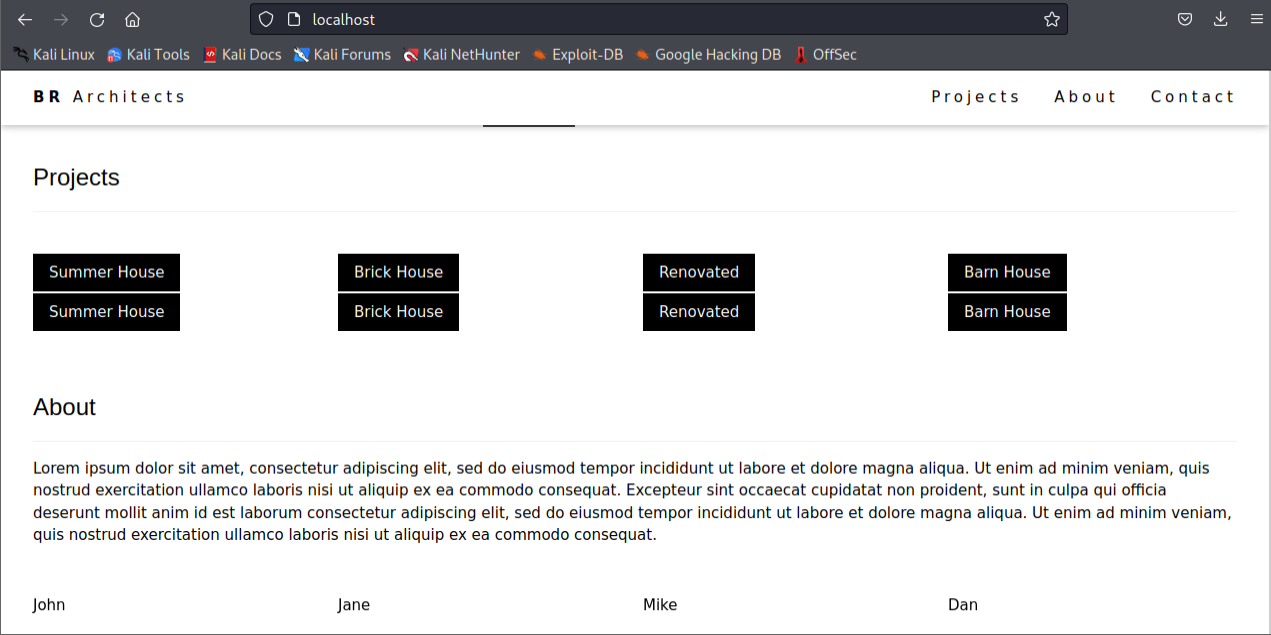 localhost
Kali Linux Kali Tools Kali Docs Kali Forums Kali NetHunter Exploit-DB Google Hacking DB OffSec
BR Architects Projects About Contact
Projects
Summer House Brick House Renovated Barn House
Summer House Brick House Renovated Barn House
About
Lorem ipsum dolor sit amet, consectetur adipiscing elit, sed do eiusmod tempor incididunt ut labore et dolore magna aliqua. Ut enim ad minim veniam, quis
nostrud exercitation ullamco laboris nisi ut aliquip ex ea commodo consequat. Excepteur sint occaecat cupidatat non proident, sunt in culpa qui officia
deserunt mollit anim id est laborum consectetur adipiscing elit, sed do eiusmod tempor incididunt ut labore et dolore magna aliqua. Ut enim ad minim veniam,
quis nostrud exercitation ullamco laboris nisi ut aliquip ex ea commodo consequat.
John Jane Mike Dan